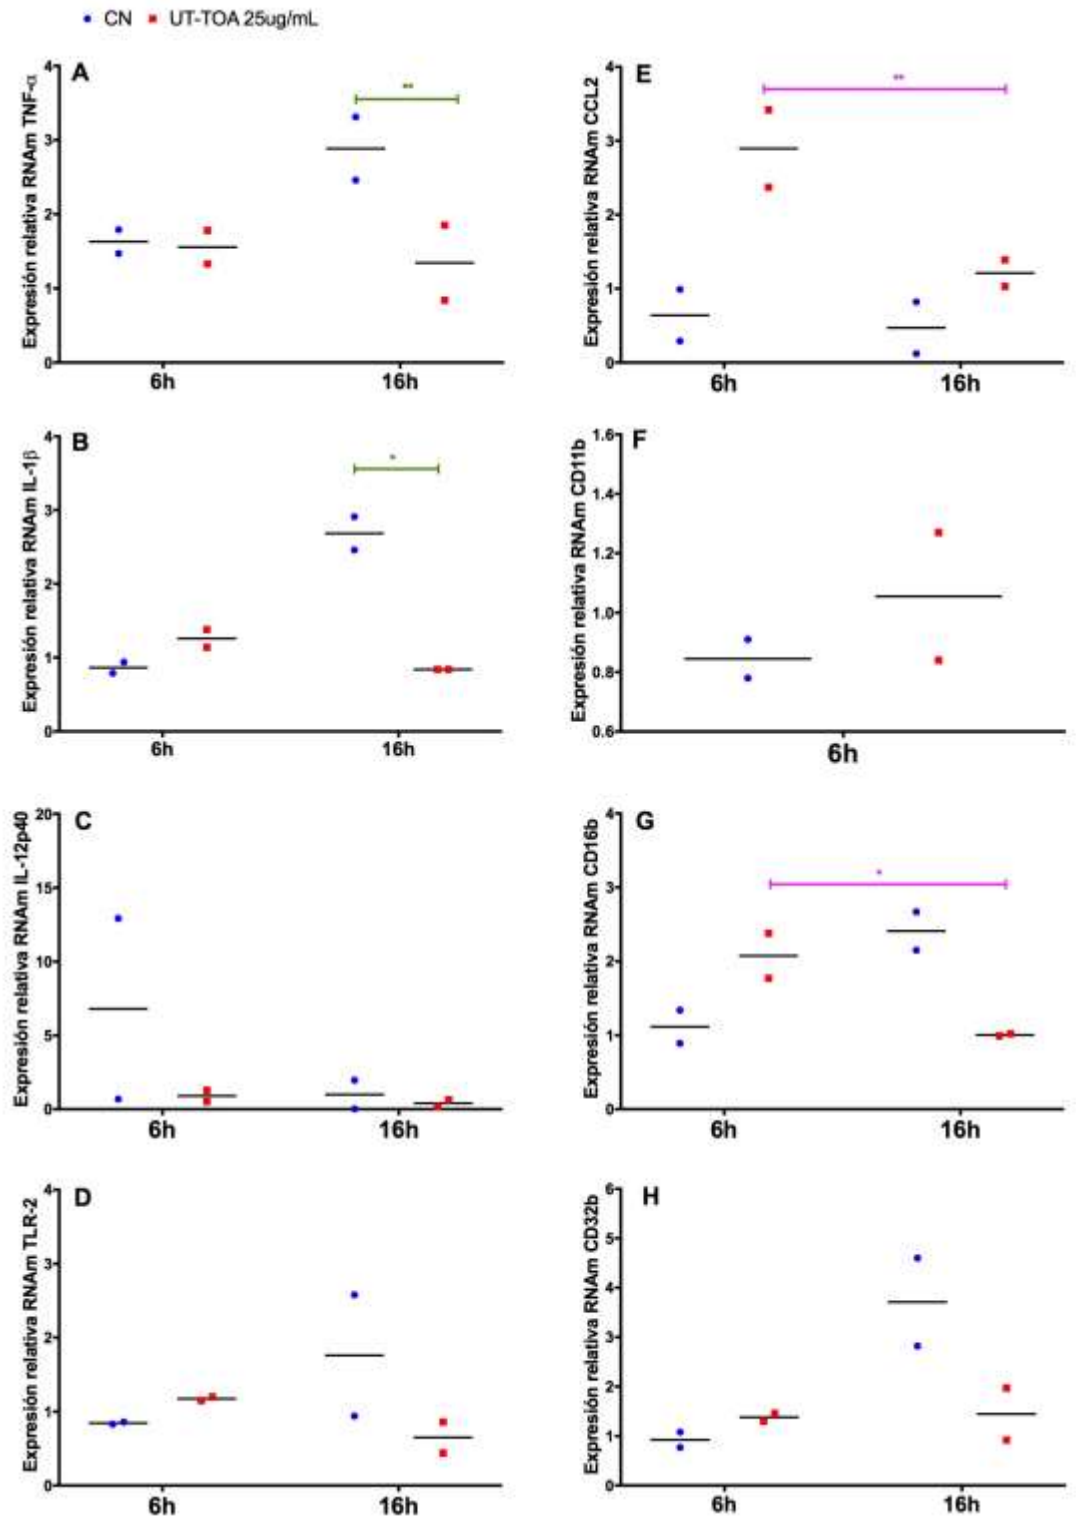 CN UT-TOA 25ug/mL
A
Expresión relativa RNAm TNF-α
4
3
2
1
0
**
6h 16h
E
Expresión relativa RNAm CCL2
4
3
2
1
0
**
6h 16h
B
Expresión relativa RNAm IL-1β
4
3
2
1
0
*
6h 16h
F
Expresión relativa RNAm CD11b
1.6
1.4
1.2
1.0
0.8
0.6
6h
C
Expresión relativa RNAm IL-12p40
20
15
10
5
0
6h 16h
G
Expresión relativa RNAm CD16b
4
3
2
1
0
*
6h 16h
D
Expresión relativa RNAm TLR-2
4
3
2
1
0
6h 16h
H
Expresión relativa RNAm CD32b
6
5
4
3
2
1
0
6h 16h